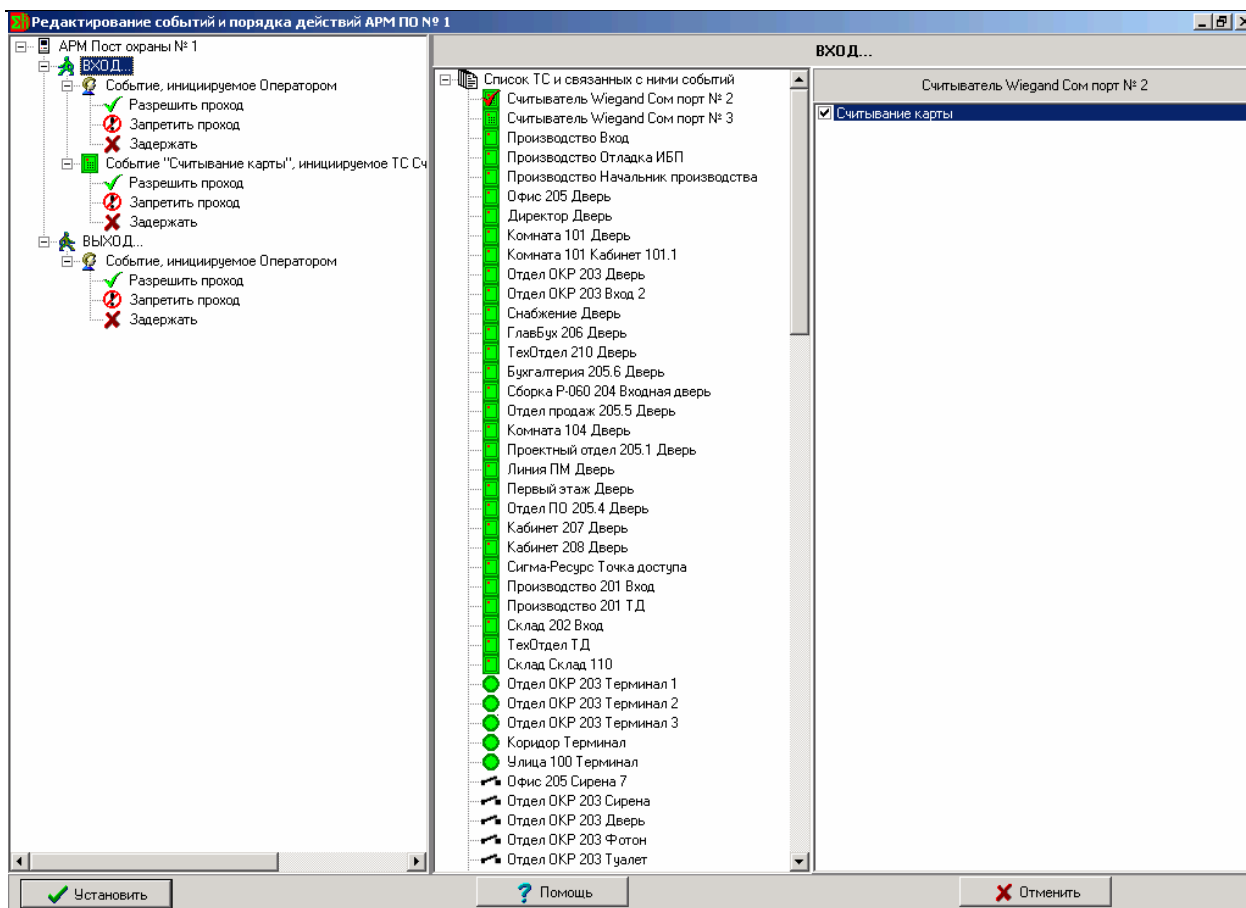 Редактирование событий и порядка действий АРМ ПО № 1
АРМ Пост охраны № 1
ВХОД...
Событие, инициируемое Оператором
Разрешить проход
Запретить проход
Задержать
Событие "Считывание карты", инициируемое ТС Сч
Разрешить проход
Запретить проход
Задержать
ВЫХОД...
Событие, инициируемое Оператором
Разрешить проход
Запретить проход
Задержать
ВХОД...
Список ТС и связанных с ними событий
Считыватель Wiegand Com порт № 2
Считыватель Wiegand Com порт № 3
Производство Вход
Производство Отладка ИБП
Производство Начальник производства
Офис 205 Дверь
Директор Дверь
Комната 101 Дверь
Комната 101 Кабинет 101.1
Отдел ОКР 203 Дверь
Отдел ОКР 203 Вход 2
Снабжение Дверь
ГлавБух 206 Дверь
ТехОтдел 210 Дверь
Бухгалтерия 205.6 Дверь
Сборка Р-060 204 Входная дверь
Отдел продаж 205.5 Дверь
Комната 104 Дверь
Проектный отдел 205.1 Дверь
Линия ПМ Дверь
Первый этаж Дверь
Отдел ПО 205.4 Дверь
Кабинет 207 Дверь
Кабинет 208 Дверь
Сигма-Ресурс Точка доступа
Производство 201 Вход
Производство 201 ТД
Склад 202 Вход
ТехОтдел ТД
Склад Склад 110
Отдел ОКР 203 Терминал 1
Отдел ОКР 203 Терминал 2
Отдел ОКР 203 Терминал 3
Коридор Терминал
Улица 100 Терминал
Офис 205 Сирена 7
Отдел ОКР 203 Сирена
Отдел ОКР 203 Дверь
Отдел ОКР 203 Фотон
Отдел ОКР 203 Туалет
Считыватель Wiegand Com порт № 2
Считывание карты
Установить
Помощь
Отменить